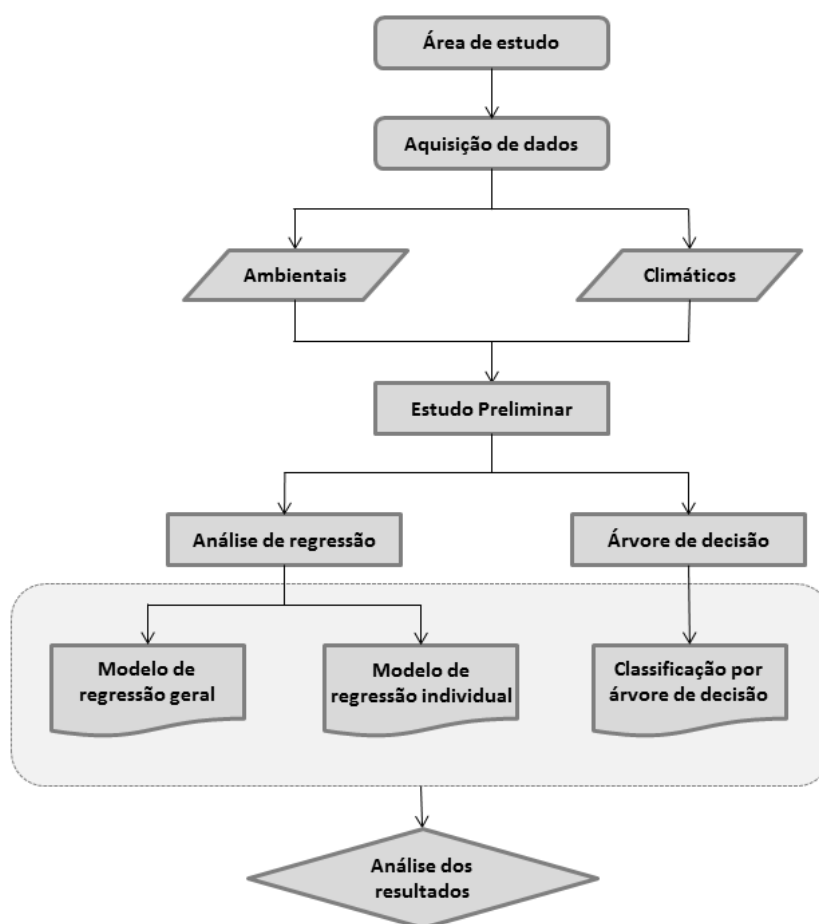 Área de estudo
Aquisição de dados
Ambientais
Climáticos
Estudo Preliminar
Análise de regressão
Árvore de decisão
Modelo de
regressão geral
Modelo de
regressão individual
Classificação por
árvore de decisão
Análise dos
resultados